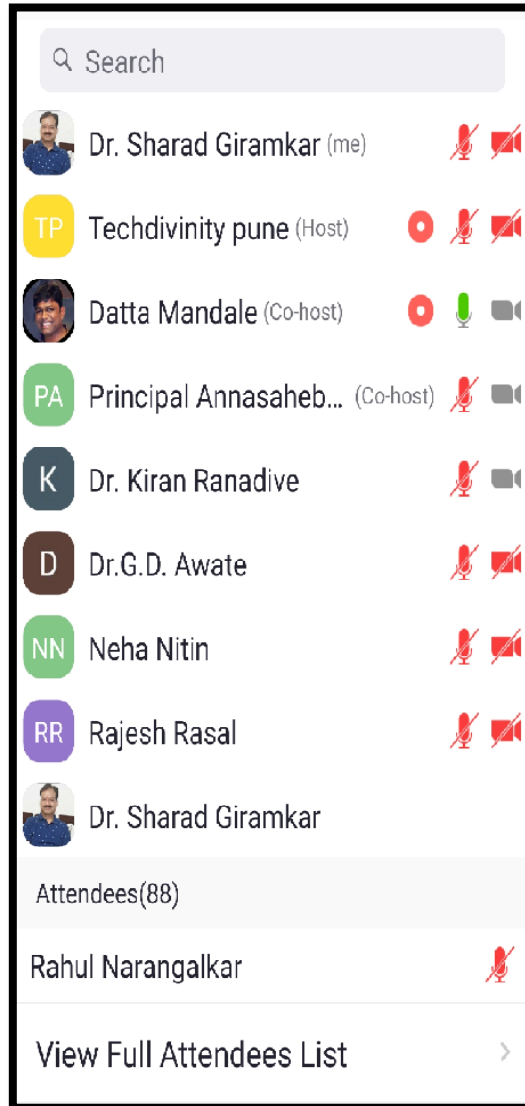 Search
Dr. Sharad Giramkar (me)
TP Techdivinity pune (Host)
Datta Mandale (Co-host)
PA Principal Annasaheb... (Co-host)
K Dr. Kiran Ranadive
D Dr.G.D. Awate
NN Neha Nitin
RR Rajesh Rasal
Dr. Sharad Giramkar
Attendees(88)
Rahul Narangalkar
View Full Attendees List